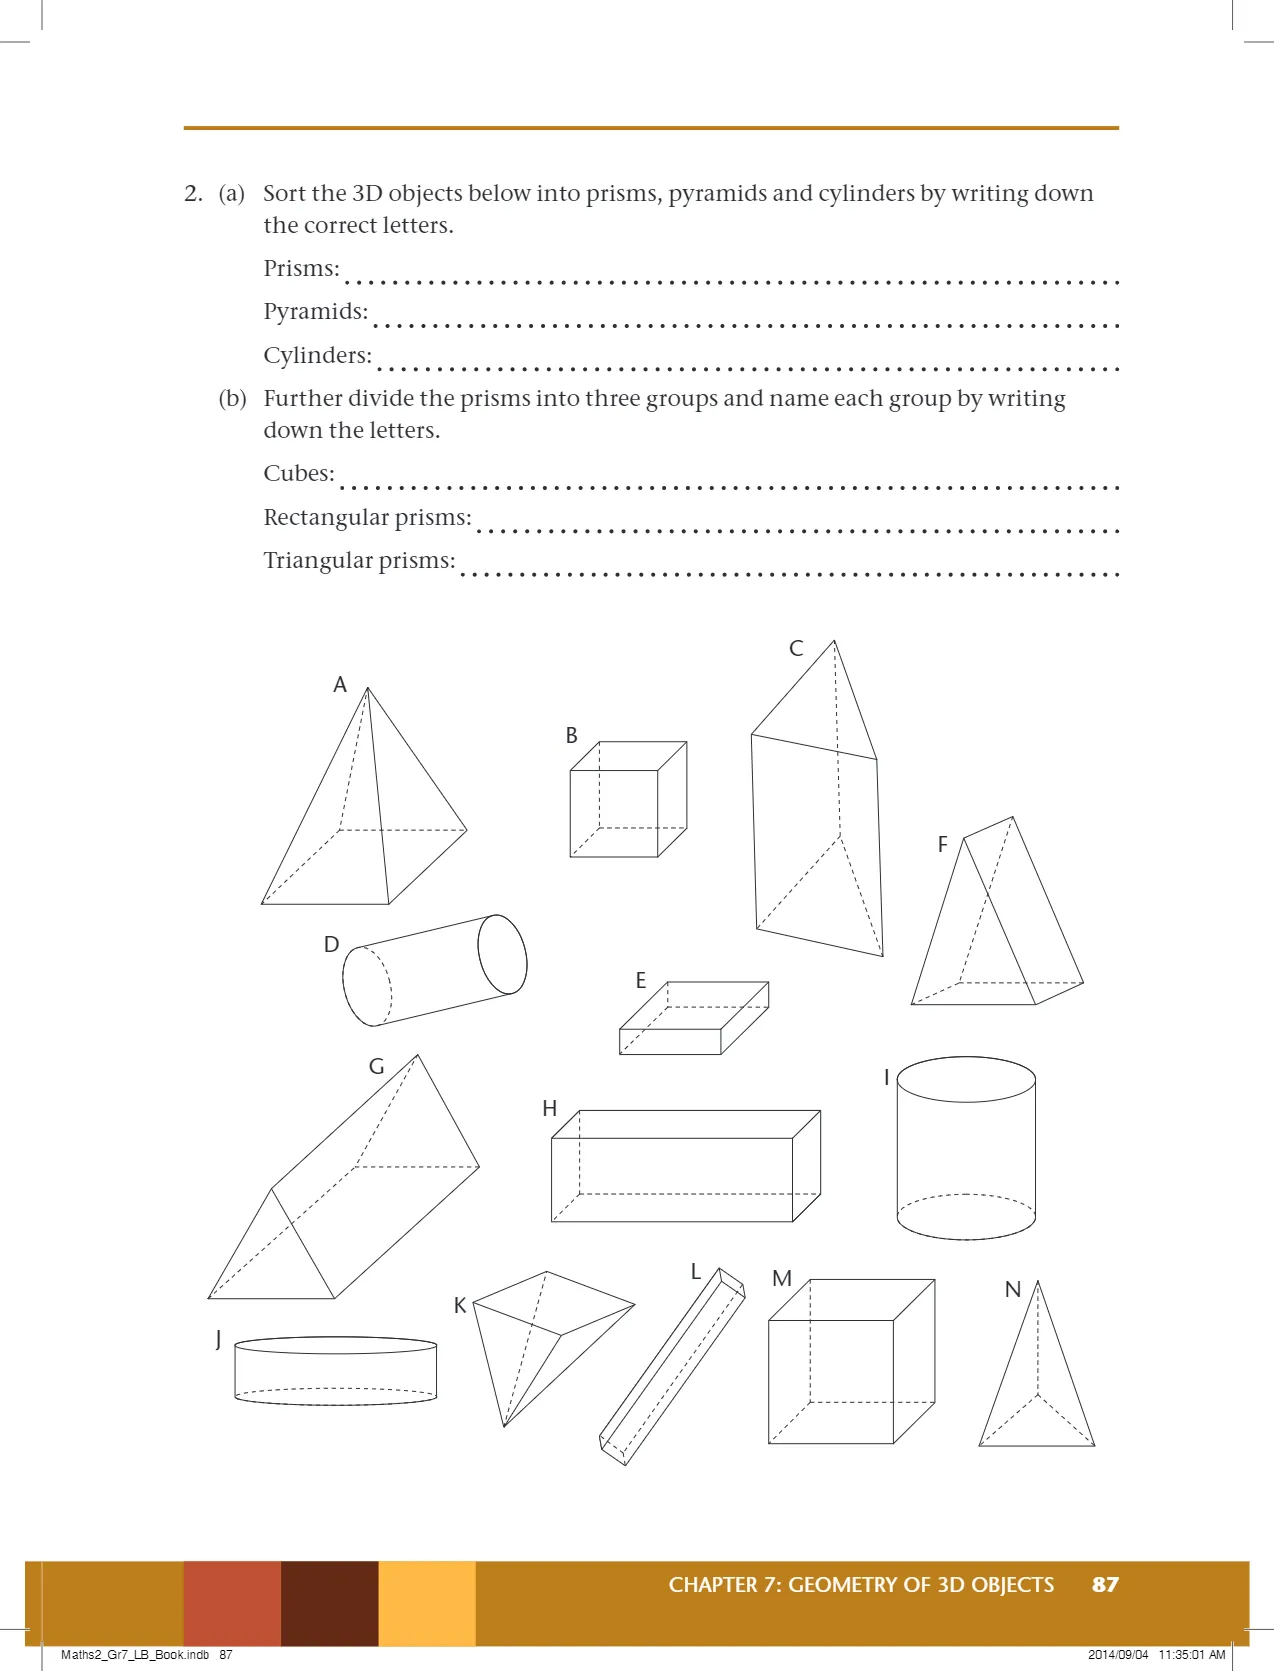 2. (a) Sort the 3D objects below into prisms, pyramids and cylinders by writing down
the correct letters.
Prisms:
Pyramids:
Cylinders:
(b) Further divide the prisms into three groups and name each group by writing
down the letters.
Cubes:
Rectangular prisms:
Triangular prisms:
C
A
B
F
D
E
G
I
H
L
M
N
K
J
CHAPTER 7: GEOMETRY OF 3D OBJECTS 87
Maths2_Gr7_LB_Book.indb 87
2014/09/04 11:35:01 AM